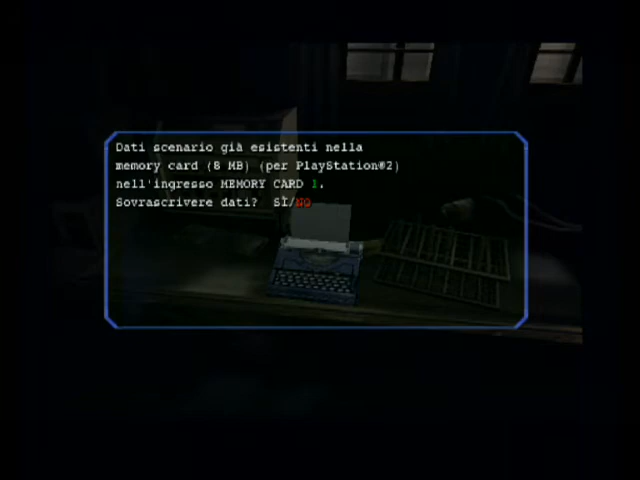 Dati scenario già esistenti nella
memory card (8 MB) (per PlayStation®2)
nell'ingresso MEMORY CARD 1.
Sovrascrivere dati? SÌ/NO